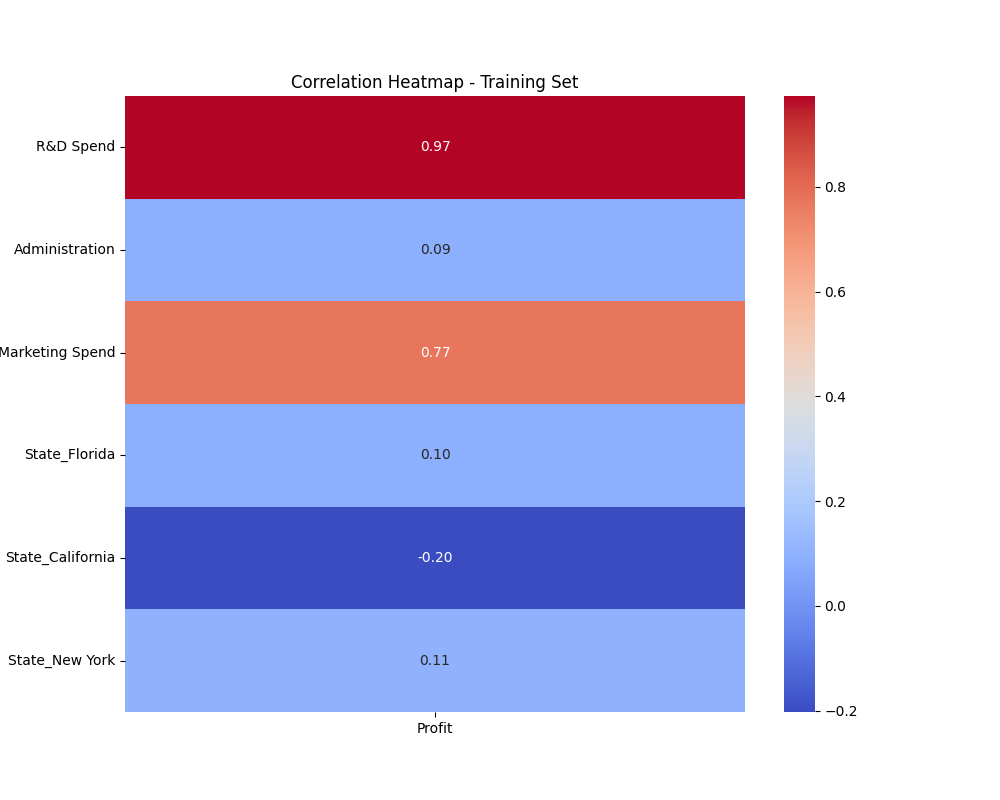 Correlation Heatmap - Training Set
R&D Spend
0.97
Administration
0.09
Marketing Spend
0.77
State_Florida
0.10
State_California
-0.20
State_New York
0.11
Profit
0.8
0.6
0.4
0.2
0.0
−0.2